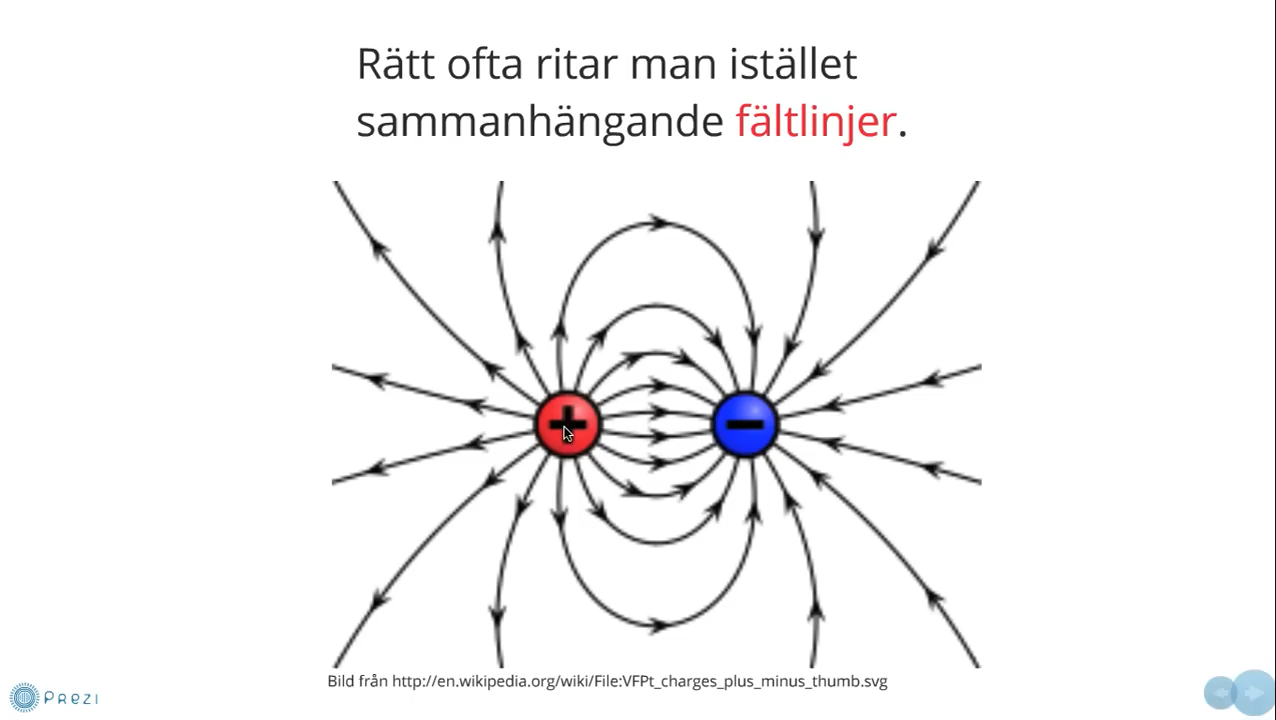 Rätt ofta ritar man istället
sammanhängande fältlinjer.
+
−
Bild från http://en.wikipedia.org/wiki/File:VFPt_charges_plus_minus_thumb.svg
PREZI